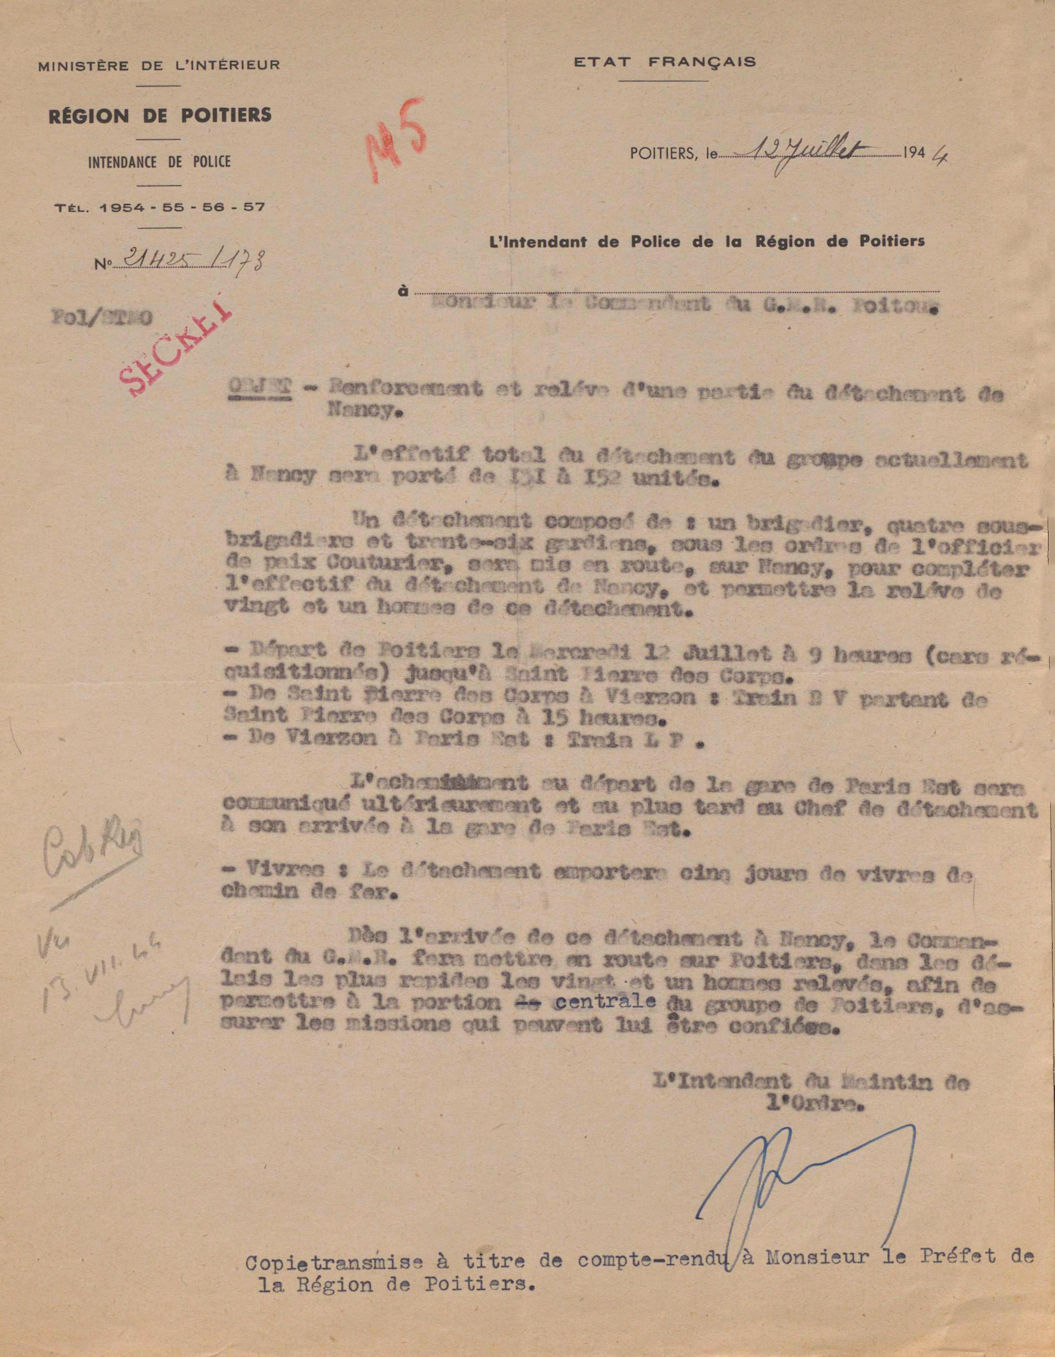 MINISTÈRE DE L'INTÉRIEUR
RÉGION DE POITIERS
INTENDANCE DE POLICE
TÉL. 1954 - 55 - 56 - 57
No 21425 / 173
Pol/STMO
SECRET
M5
ETAT FRANÇAIS
POITIERS, le 12 Juillet 194 4
L'Intendant de Police de la Région de Poitiers
à Monsieur le Commandant du G.M.R. Poitou.
OBJET - Renforcement et reléve d'une partie du détachement de
Nancy.
L'effetif total du détachement du groupe actuellement
à Nancy sera porté de I3I à I52 unités.
Un détachement composé de : un brigadier, quatre sous-
brigadiers et trente-six gardiens, sous les ordres de l'officier
de paix Couturier, sera mis en route, sur Nancy, pour compléter
l'effectif du détachement de Nancy, et permettre la reléve de
vingt et un hommes de ce détachement.
- Départ de Poitiers le Mercredi 12 Juillet à 9 heures (cars ré-
quisitionnés) jusqu'à Saint Pierre des Corps.
- De Saint Pierre des Corps à Vierzon : Train B V partant de
Saint Pierre des Corps à 15 heures.
- De Vierzon à Paris Est : Train L P .
L'acheminement au départ de la gare de Paris Est sera
communiqué ultérieurement et au plus tard au Chef de détachement
à son arrivée à la gare de Paris Est.
- Vivres : Le détachement emportera cinq jours de vivres de
chemin de fer.
Dès l'arrivée de ce détachement à Nancy, le Comman-
dant du G.M.R. fera mettre en route sur Poitiers, dans les dé-
lais les plus rapides les vingt et un hommes relevés, afin de
permettre à la portion de centrale du groupe de Poitiers, d'as-
surer les missions qui peuvent lui être confiées.
L'Intendant du Maintin de
l'Ordre.
Cab Reg
Vu
13.VII.44
Copietransmise à titre de compte-rendu à Monsieur le Préfet de
la Région de Poitiers.